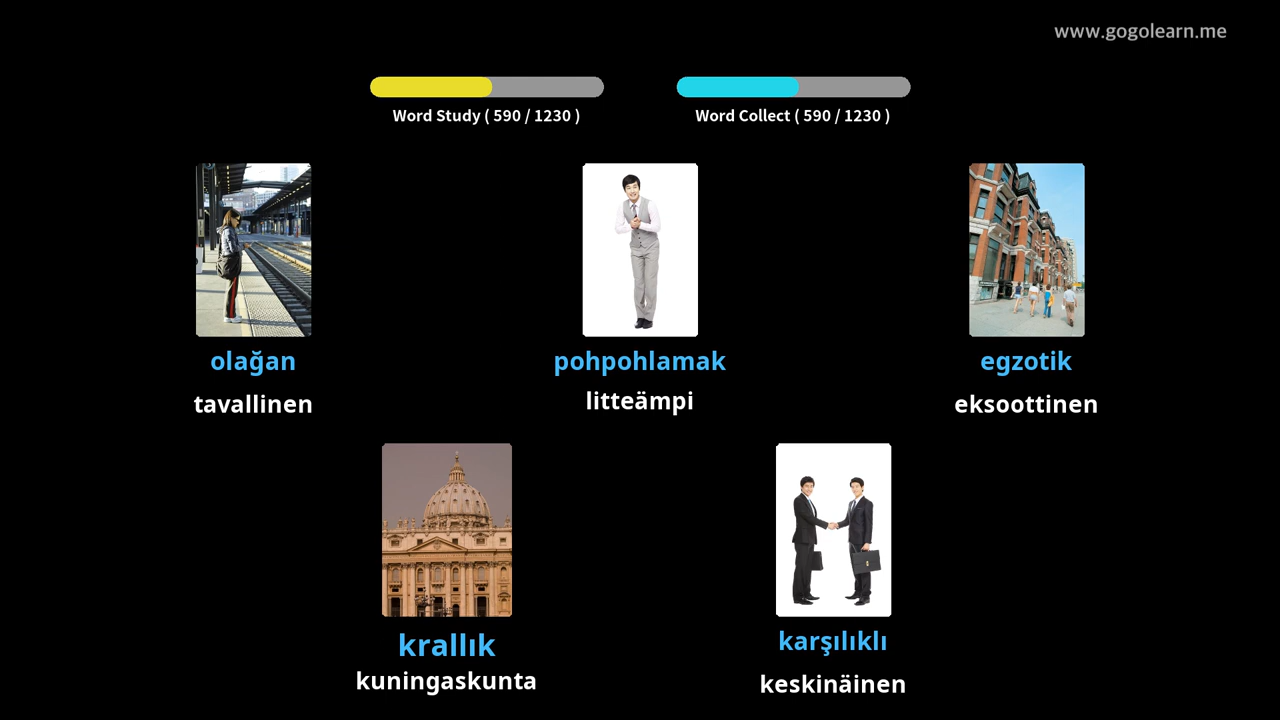 www.gogolearn.me
Word Study ( 590 / 1230 )
Word Collect ( 590 / 1230 )
olağan
tavallinen
pohpohlamak
litteämpi
egzotik
eksoottinen
krallık
kuningaskunta
karşılıklı
keskinäinen